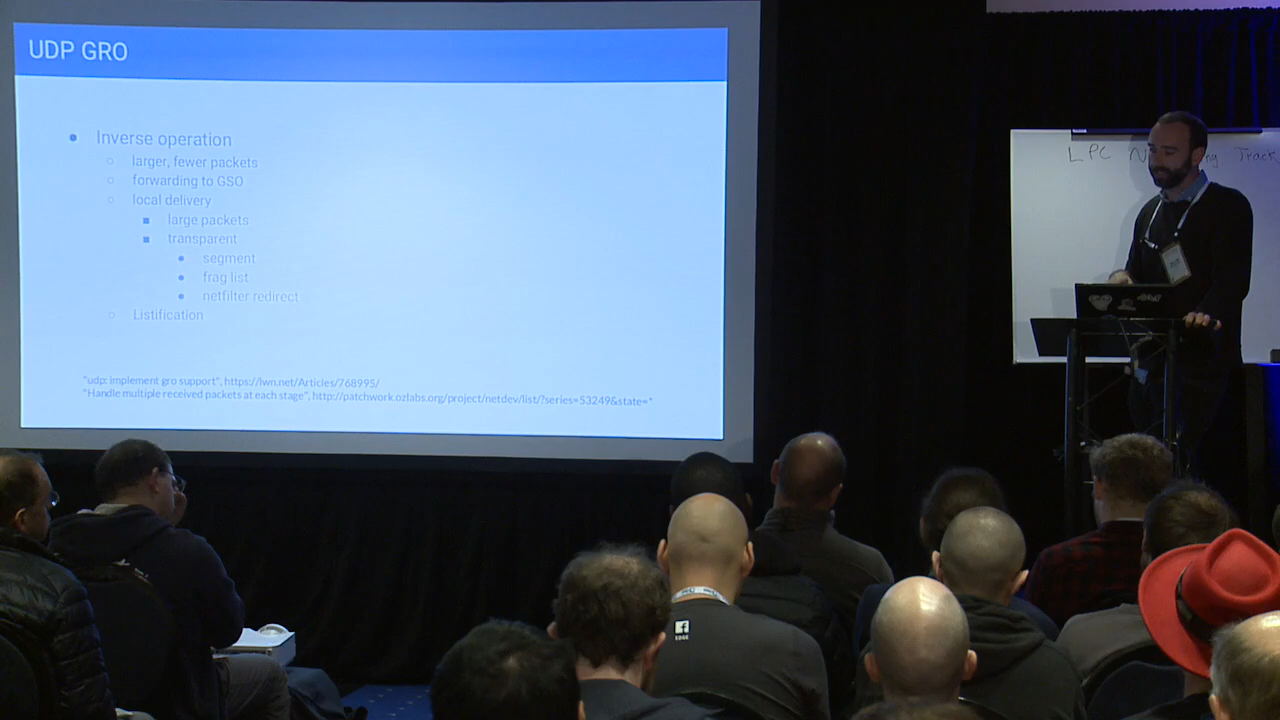 UDP GRO
Inverse operation
larger, fewer packets
forwarding to GSO
local delivery
large packets
transparent
segment
frag list
netfilter redirect
Listification
"udp: implement gro support", https://lwn.net/Articles/768995/
"Handle multiple received packets at each stage", http://patchwork.ozlabs.org/project/netdev/list/?series=53249&state=*
LPC Track